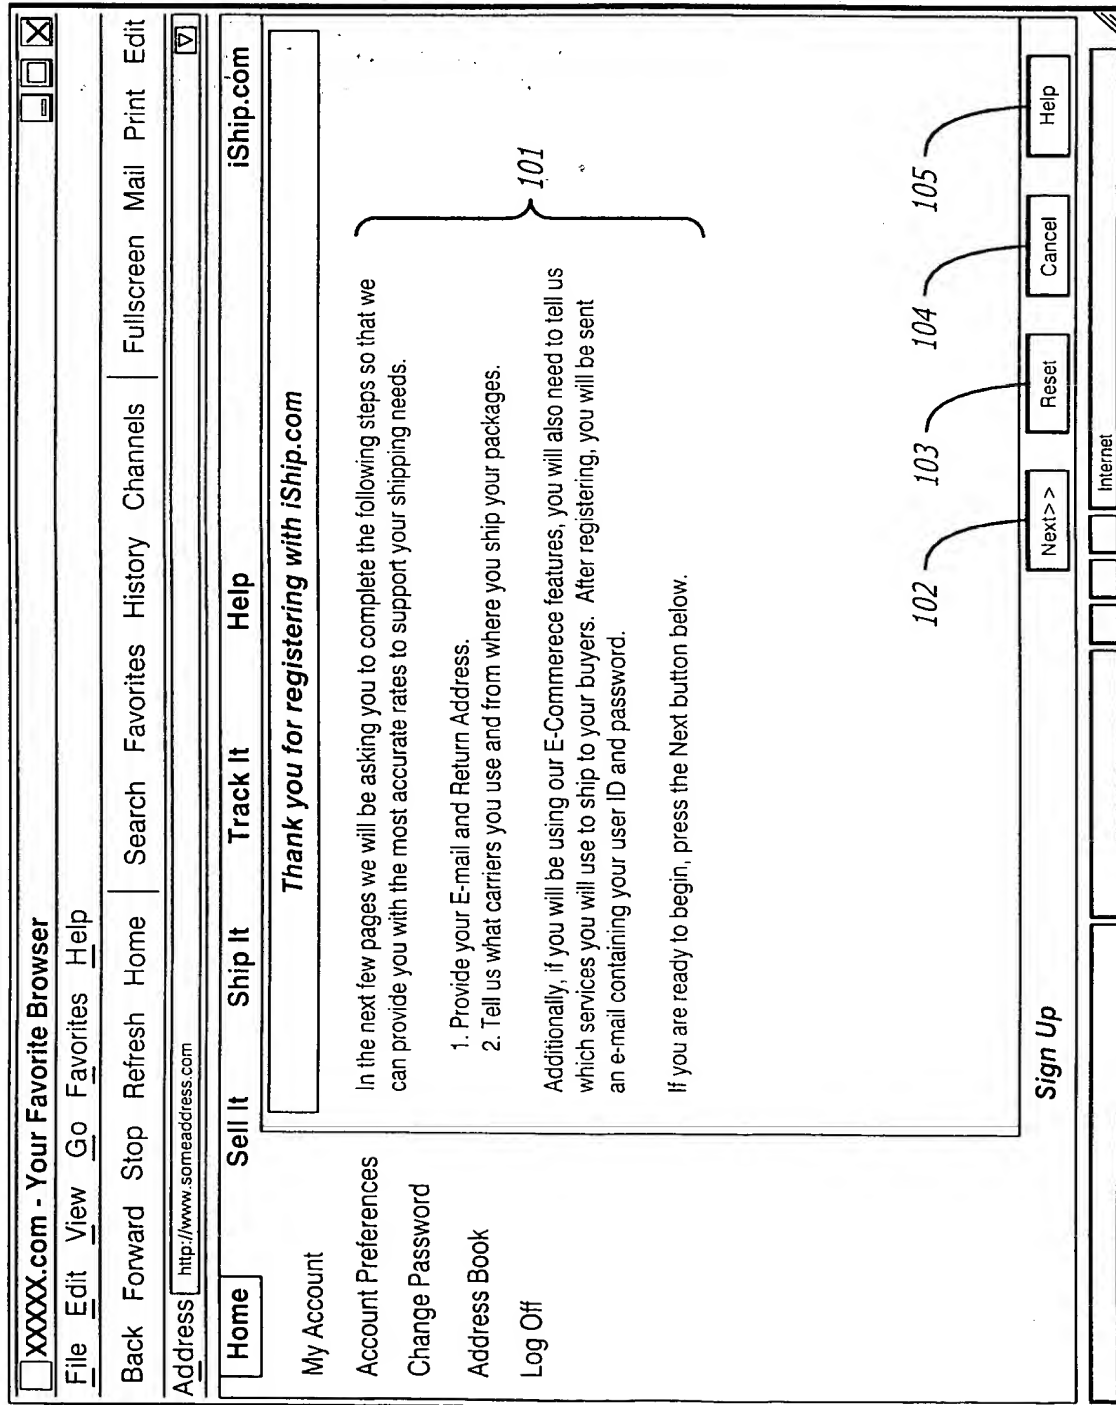 XXXXX.com - Your Favorite Browser
File Edit View Go Favorites Help
Back Forward Stop Refresh Home Search Favorites History Channels Fullscreen Mail Print Edit
Address http://www.someaddress.com
Home Sell It Ship It Track It Help iShip.com
My Account
Account Preferences
Change Password
Address Book
Log Off
Thank you for registering with iShip.com
In the next few pages we will be asking you to complete the following steps so that we
can provide you with the most accurate rates to support your shipping needs.
1. Provide your E-mail and Return Address.
2. Tell us what carriers you use and from where you ship your packages.
Additionally, if you will be using our E-Commerece features, you will also need to tell us
which services you will use to ship to your buyers. After registering, you will be sent
an e-mail containing your user ID and password.
If you are ready to begin, press the Next button below.
101
102 103 104 105
Sign Up Next>> Reset Cancel Help
Internet